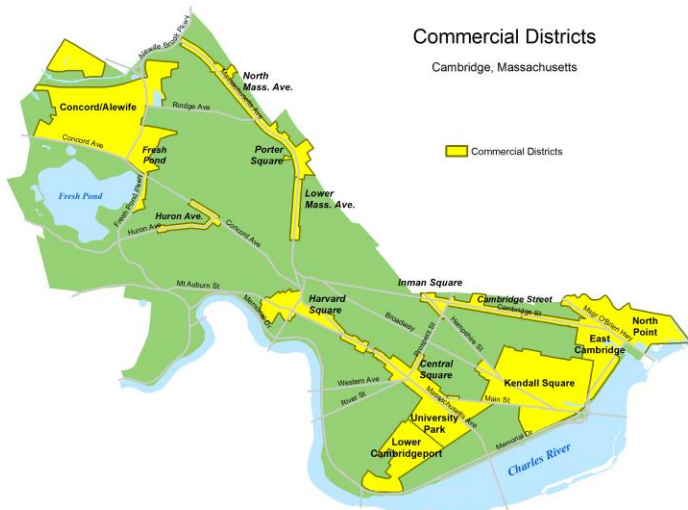 Commercial Districts
Cambridge, Massachusetts
Commercial Districts
Alewife Brook Pkwy
North
Mass. Ave.
Massachusetts Ave
Concord/Alewife
Rindge Ave
Concord Ave
Fresh
Pond
Porter
Square
Fresh Pond
Fresh Pond Pkwy
Lower
Mass. Ave.
Huron Ave.
Huron Ave
Concord Ave
Mt Auburn St
Memorial Dr
Harvard
Square
Inman Square
Cambridge Street
Cambridge St
Msgr O'Brien Hwy
North
Point
East
Cambridge
Broadway
Prospect St
Hampshire St
Central
Square
Kendall Square
Western Ave
River St
Massachusetts Ave
Main St
University
Park
Lower
Cambridgeport
Memorial Dr
Charles River